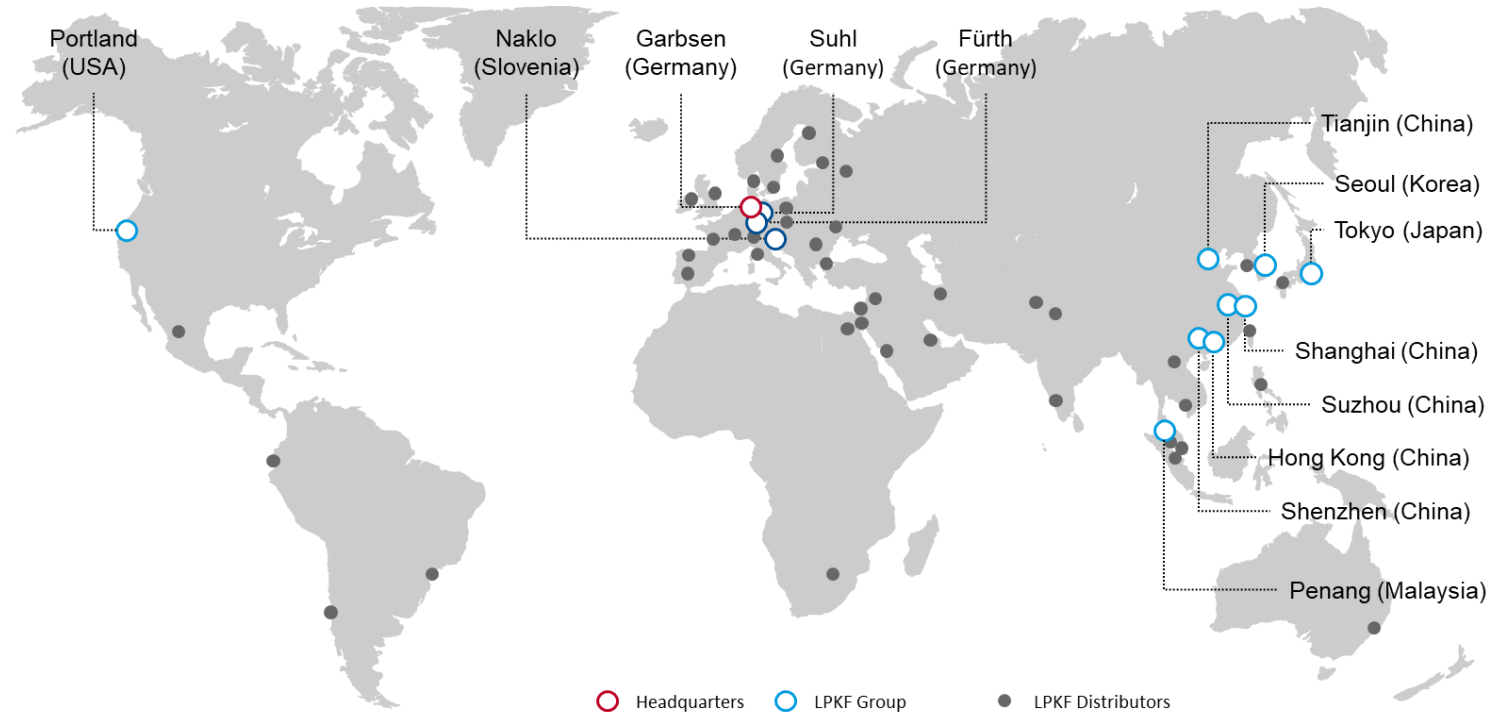 Portland
(USA)
Naklo
(Slovenia)
Garbsen
(Germany)
Suhl
(Germany)
Fürth
(Germany)
Tianjin (China)
Seoul (Korea)
Tokyo (Japan)
Shanghai (China)
Suzhou (China)
Hong Kong (China)
Shenzhen (China)
Penang (Malaysia)
Headquarters
LPKF Group
LPKF Distributors